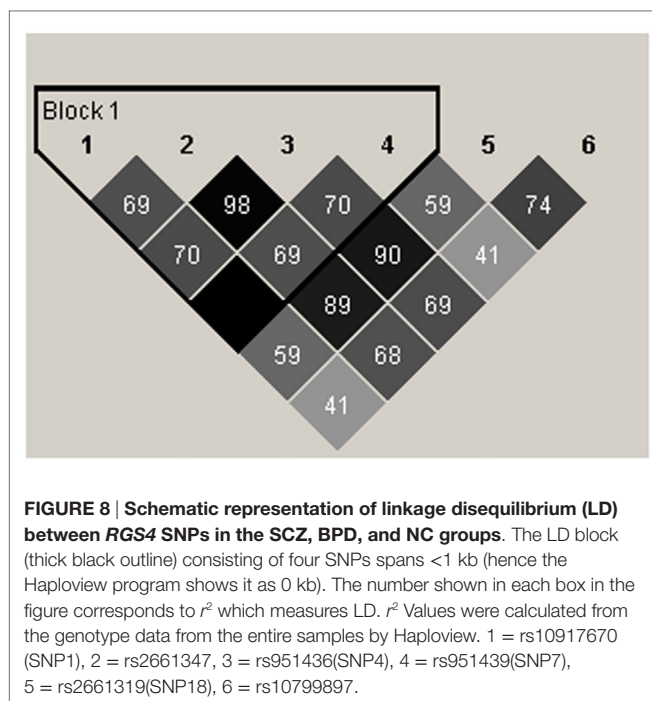 Block 1
1 2 3 4 5 6
69 98 70 59 74
70 69 90 41
89 69
59 68
41
FIGURE 8 | Schematic representation of linkage disequilibrium (LD)
between RGS4 SNPs in the SCZ, BPD, and NC groups. The LD block
(thick black outline) consisting of four SNPs spans <1 kb (hence the
Haploview program shows it as 0 kb). The number shown in each box in the
figure corresponds to r² which measures LD. r² Values were calculated from
the genotype data from the entire samples by Haploview. 1 = rs10917670
(SNP1), 2 = rs2661347, 3 = rs951436(SNP4), 4 = rs951439(SNP7),
5 = rs2661319(SNP18), 6 = rs10799897.